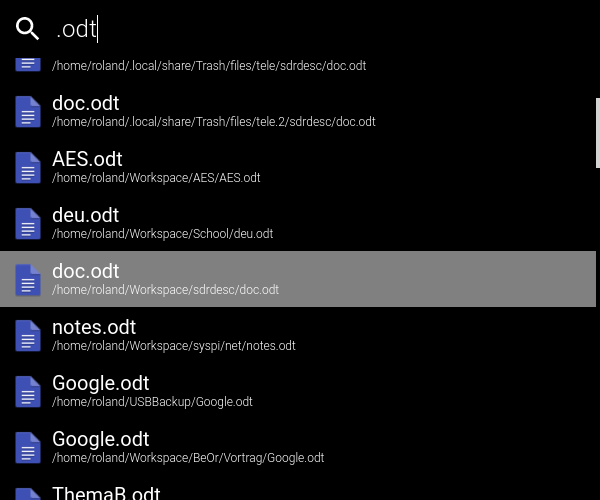 .odt
/home/roland/.local/share/Trash/files/tele/sdrdesc/doc.odt
doc.odt
/home/roland/.local/share/Trash/files/tele.2/sdrdesc/doc.odt
AES.odt
/home/roland/Workspace/AES/AES.odt
deu.odt
/home/roland/Workspace/School/deu.odt
doc.odt
/home/roland/Workspace/sdrdesc/doc.odt
notes.odt
/home/roland/Workspace/syspi/net/notes.odt
Google.odt
/home/roland/USBBackup/Google.odt
Google.odt
/home/roland/Workspace/BeOr/Vortrag/Google.odt
ThemaB.odt